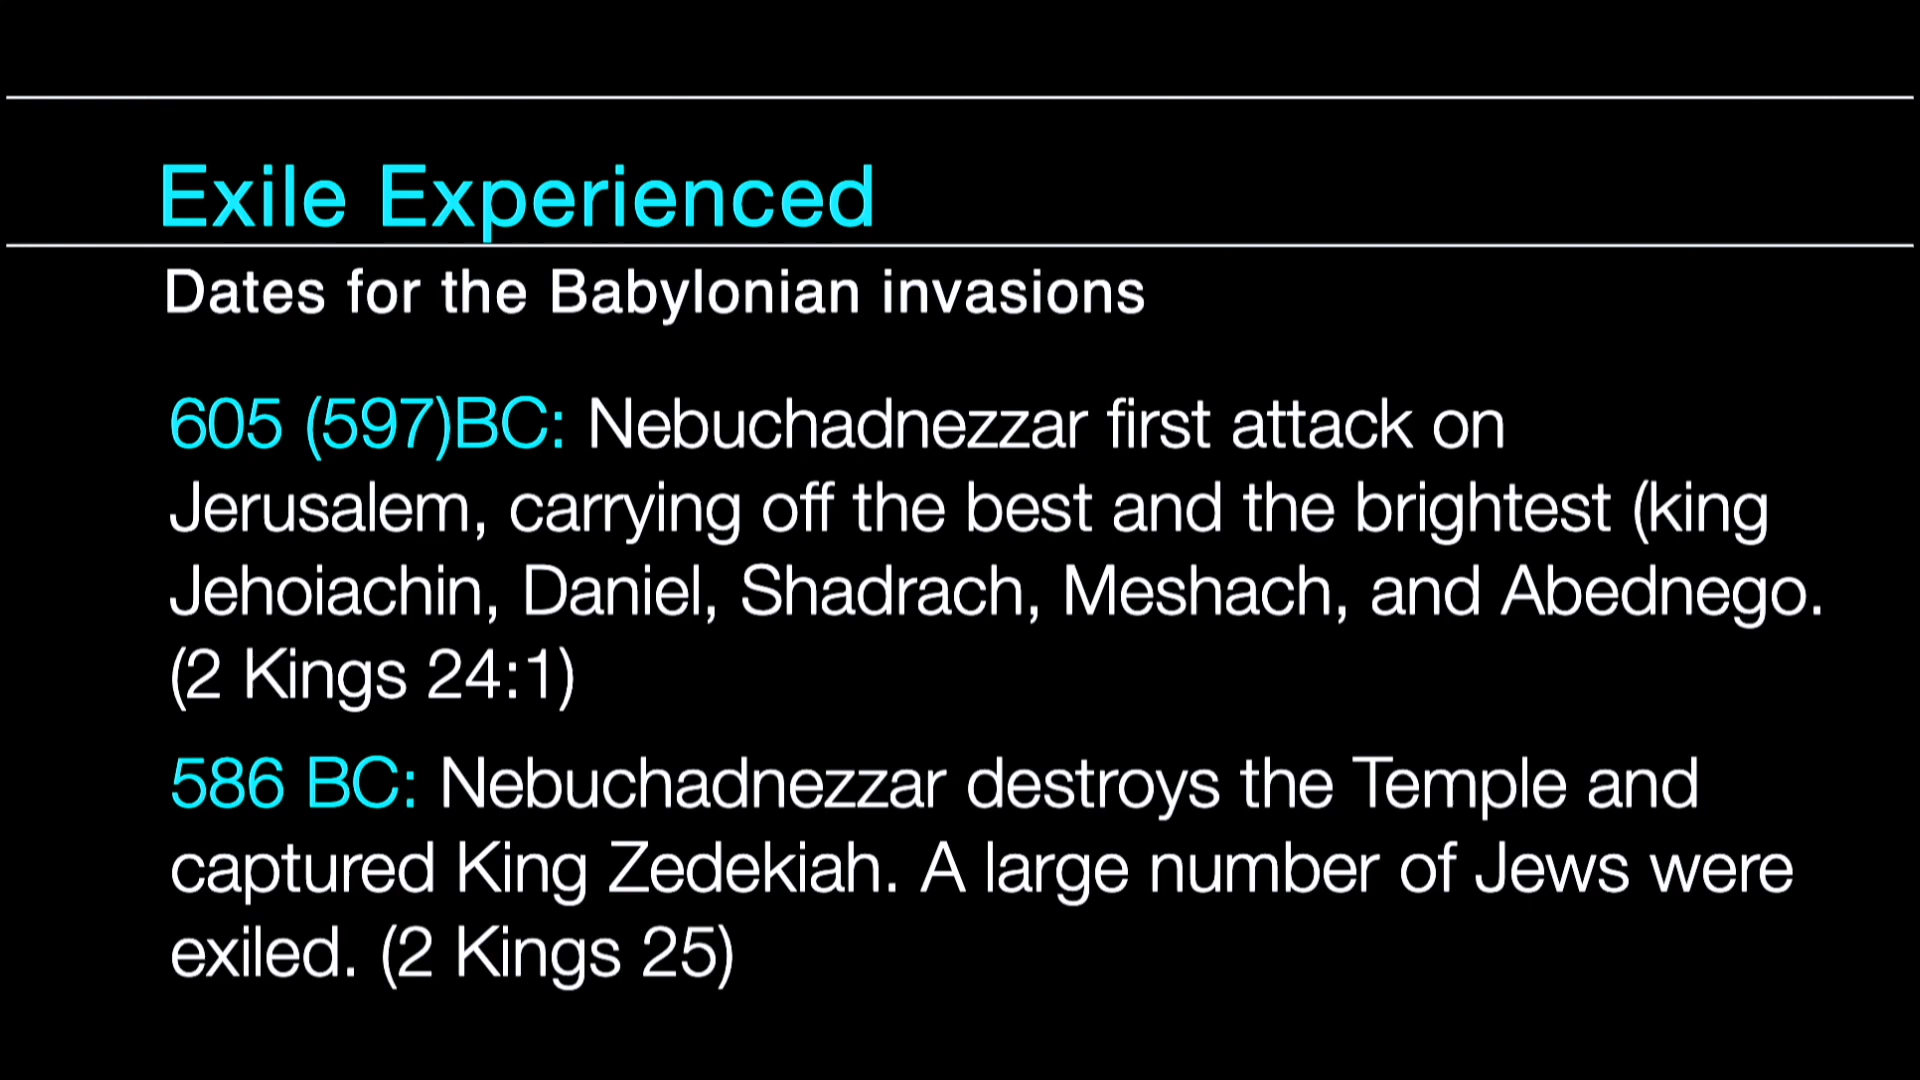 Exile Experienced
Dates for the Babylonian invasions
605 (597)BC: Nebuchadnezzar first attack on
Jerusalem, carrying off the best and the brightest (king
Jehoiachin, Daniel, Shadrach, Meshach, and Abednego.
(2 Kings 24:1)
586 BC: Nebuchadnezzar destroys the Temple and
captured King Zedekiah. A large number of Jews were
exiled. (2 Kings 25)